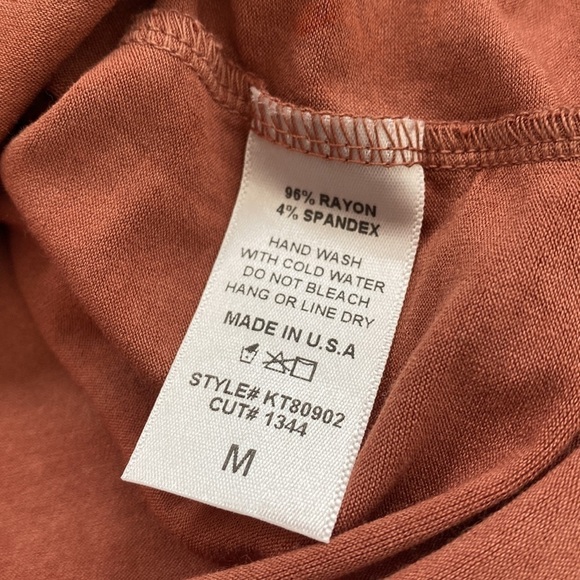 96% RAYON
4% SPANDEX
HAND WASH
WITH COLD WATER
DO NOT BLEACH
HANG OR LINE DRY
MADE IN U.S.A
STYLE# KT80902
CUT# 1344
M